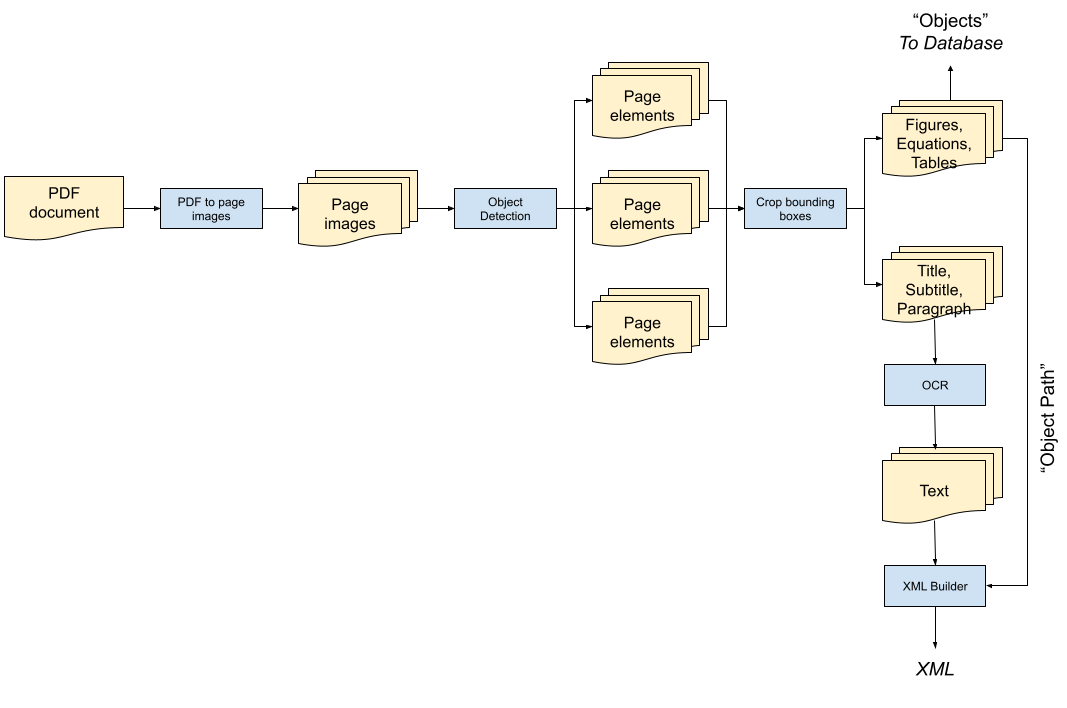 “Objects”
To Database
Page
elements
Figures,
Equations,
Tables
PDF
document
PDF to page
images
Page
images
Object
Detection
Page
elements
Crop bounding
boxes
Title,
Subtitle,
Paragraph
Page
elements
OCR
“Object Path”
Text
XML Builder
XML